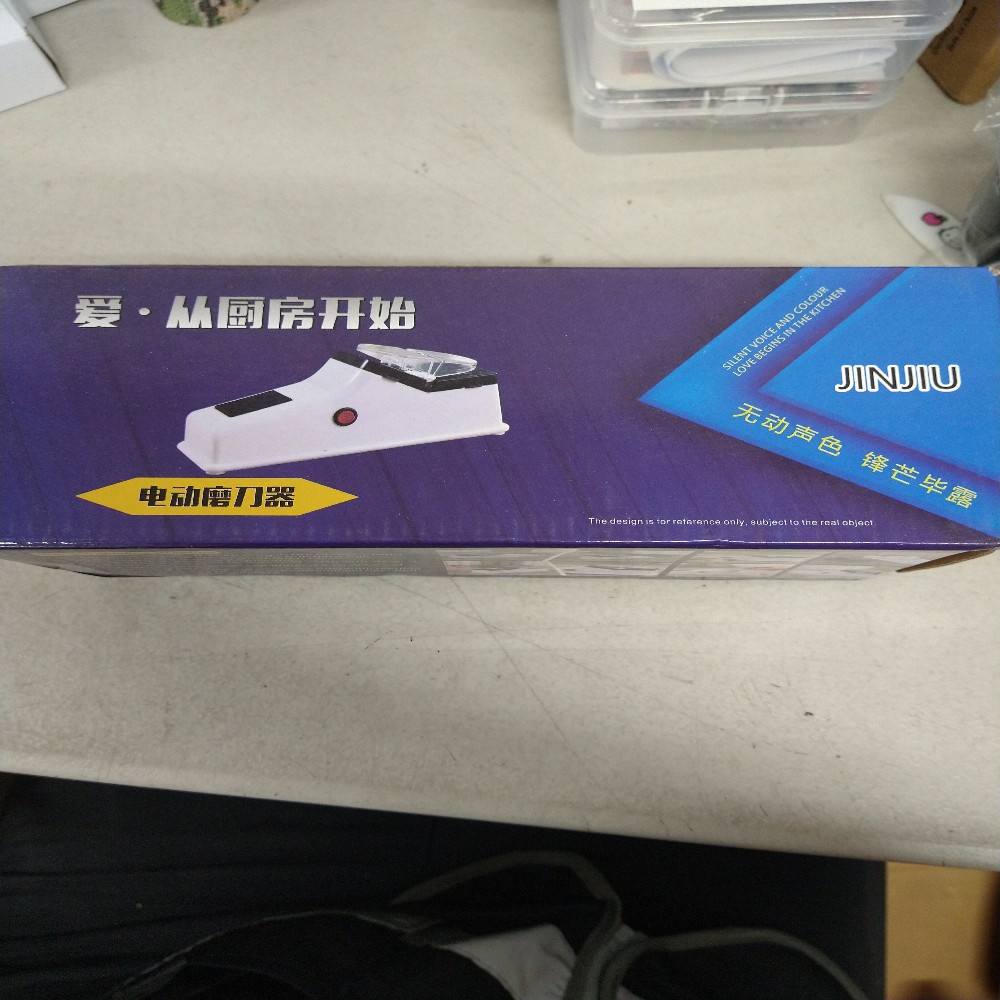 爱·从厨房开始
SILENT VOICE AND COLOUR
LOVE BEGINS IN THE KITCHEN
JINJIU
无动声色 锋芒毕露
电动磨刀器
The design is for reference only, subject to the real object.